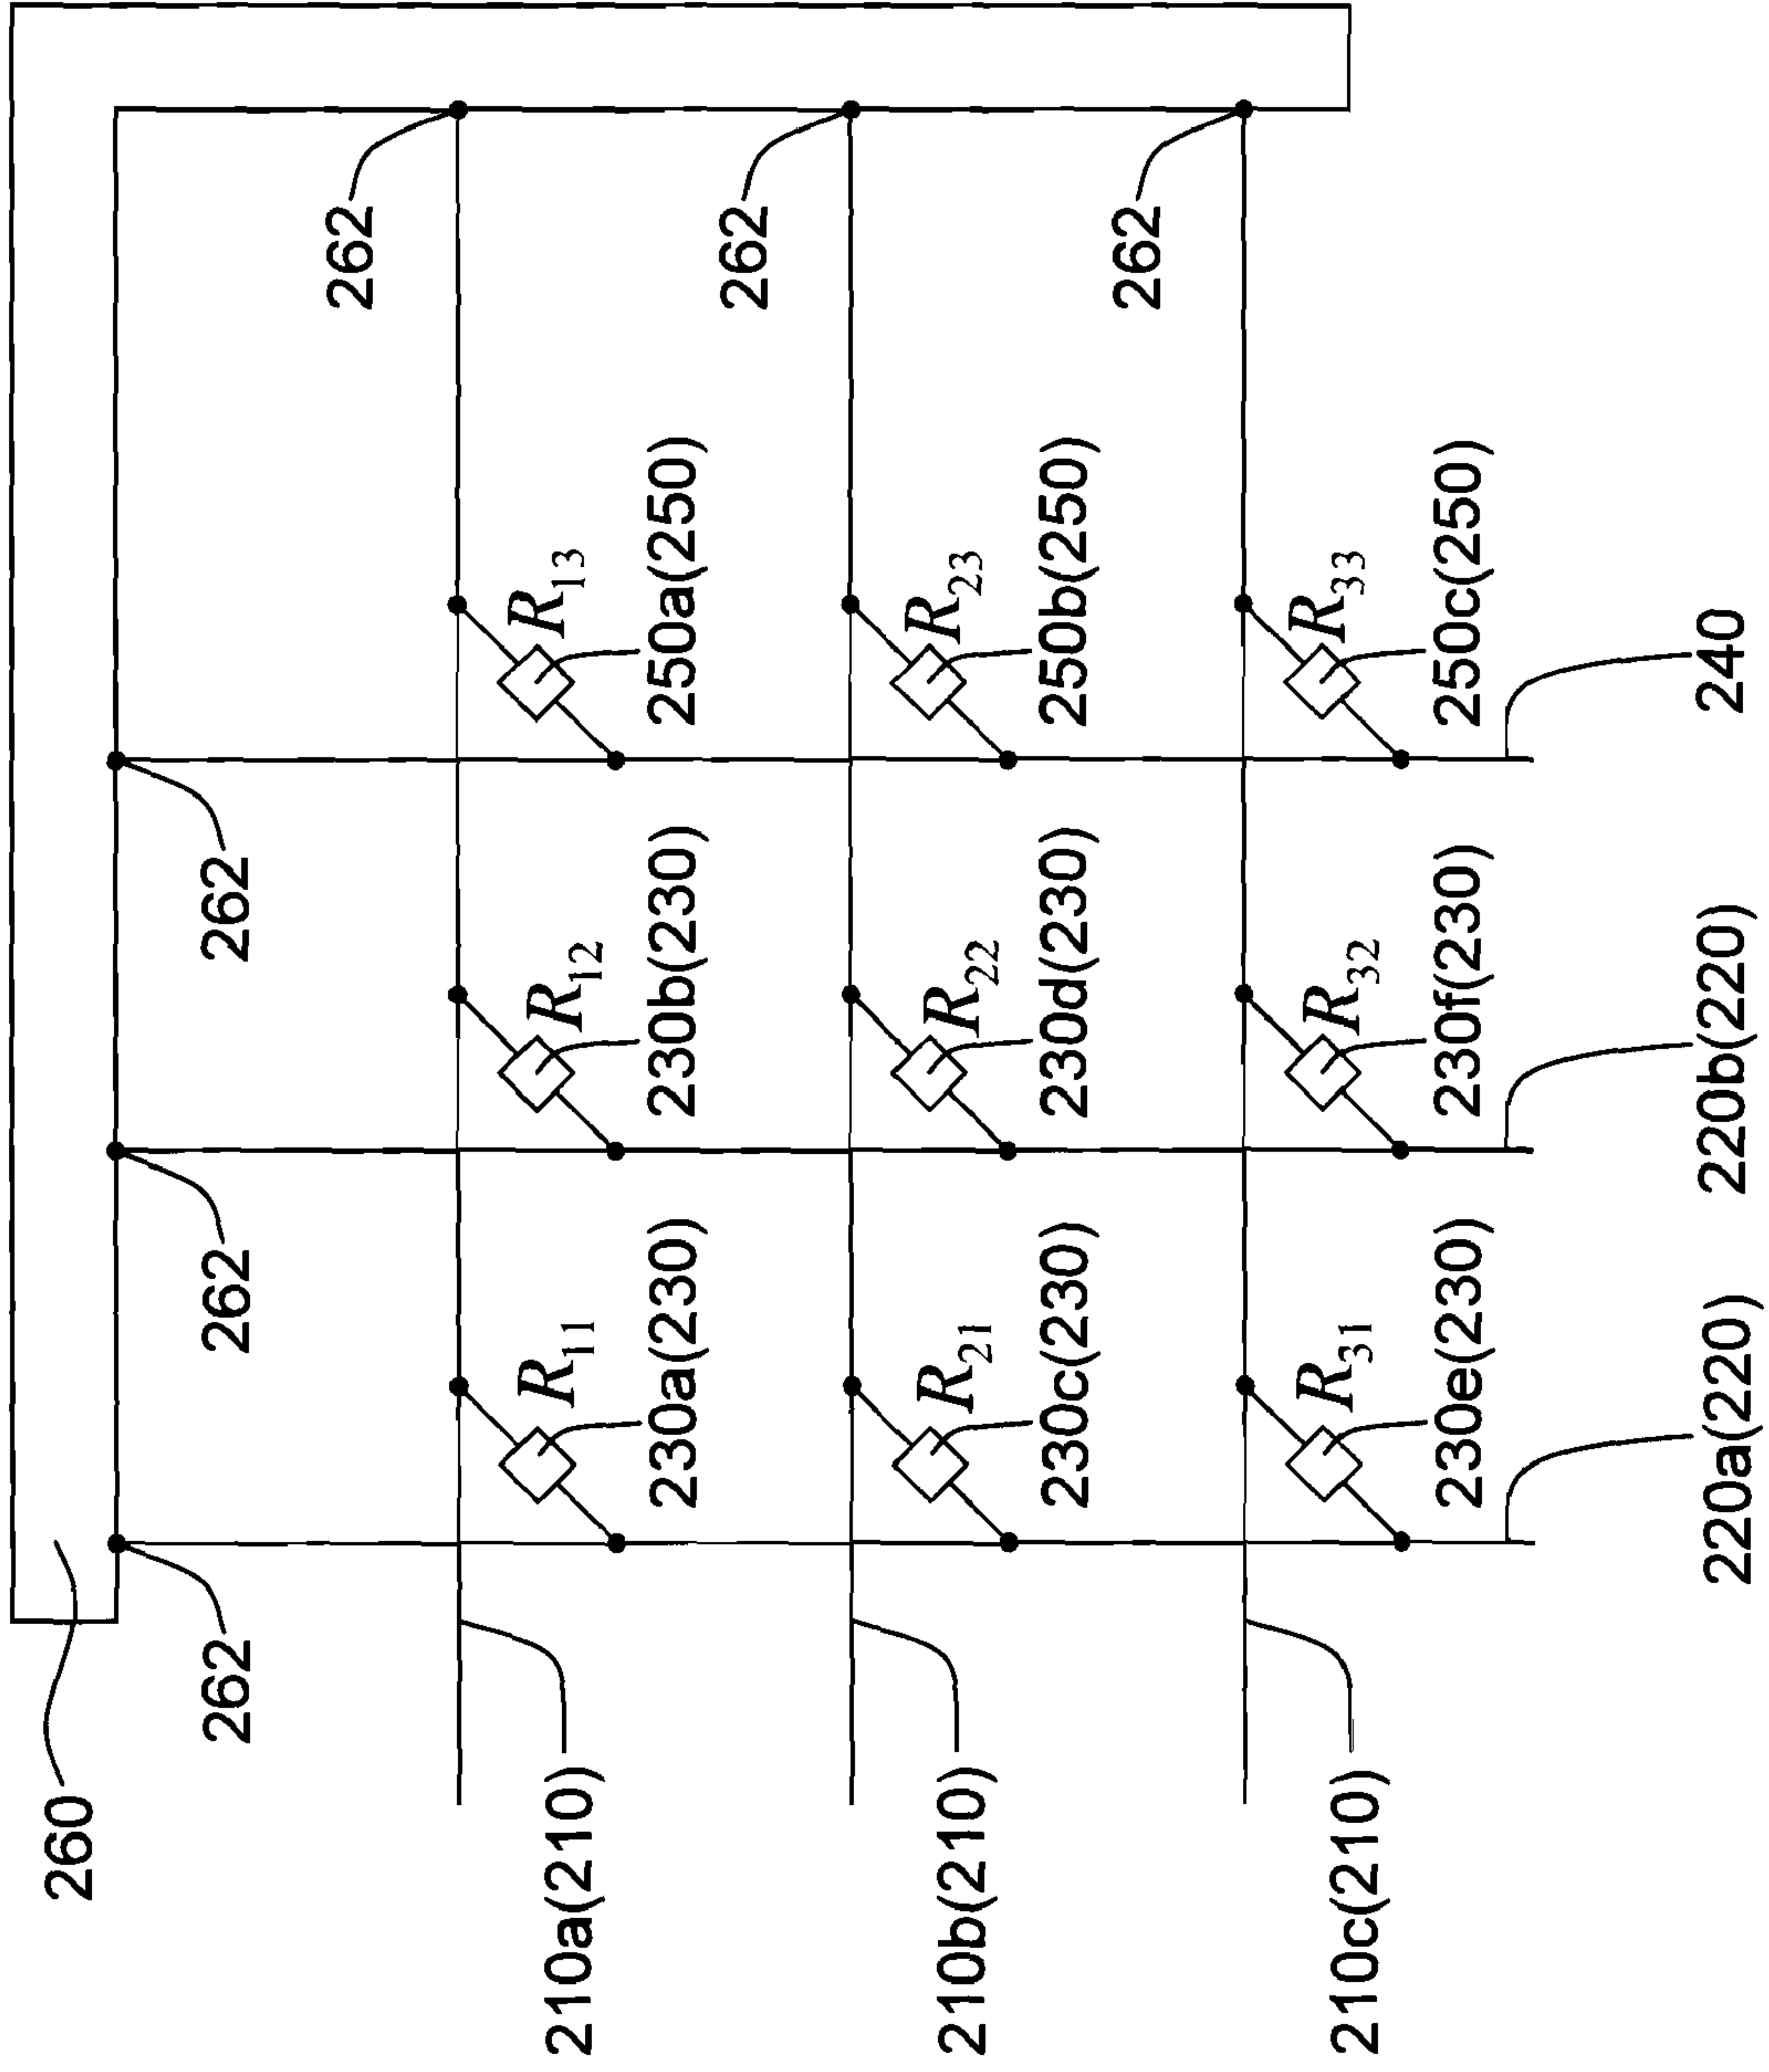 260
262
262
262
262
R11
R12
R13
210a(210)
230a(230)
230b(230)
250a(250)
262
R21
R22
R23
210b(210)
230c(230)
230d(230)
250b(250)
262
R31
R32
R33
210c(210)
230e(230)
230f(230)
250c(250)
220a(220)
220b(220)
240